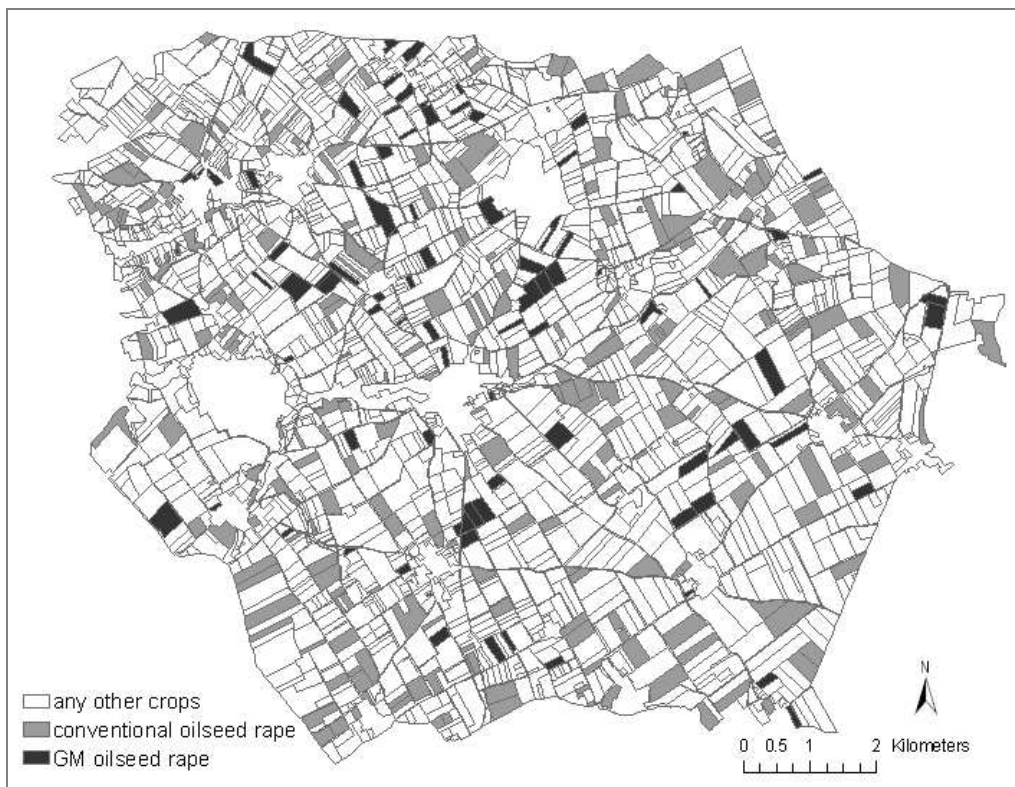 N
any other crops
conventional oilseed rape
GM oilseed rape
0 0.5 1 2 Kilometers